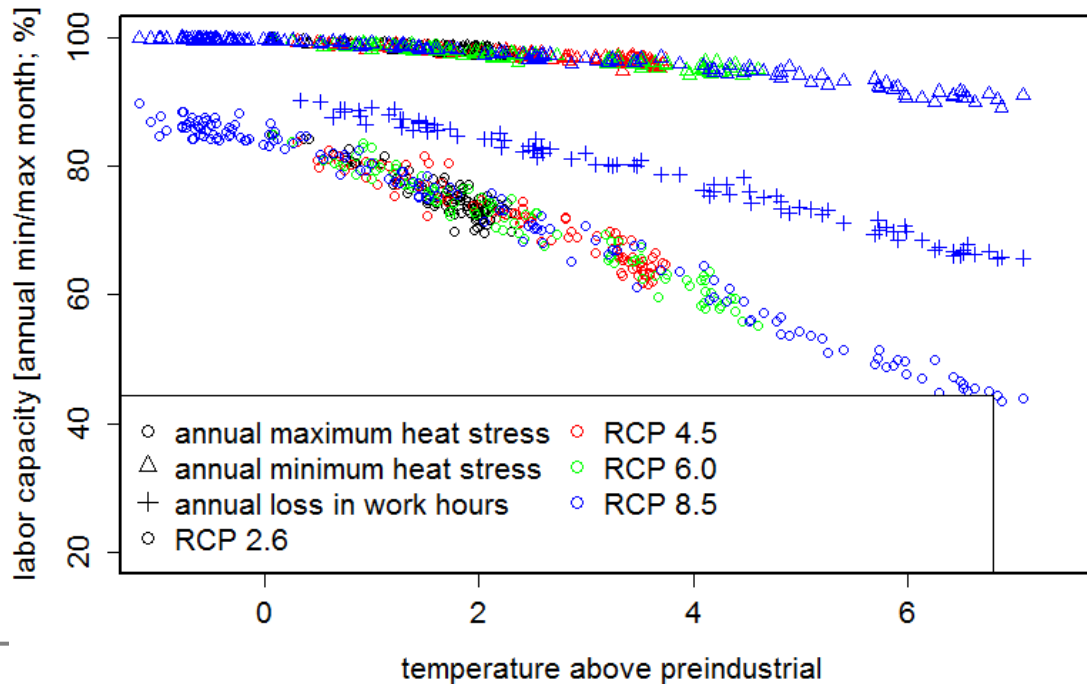 labor capacity [annual min/max month; %]
100
80
60
40
20
annual maximum heat stress
annual minimum heat stress
annual loss in work hours
RCP 2.6
RCP 4.5
RCP 6.0
RCP 8.5
0 2 4 6
temperature above preindustrial